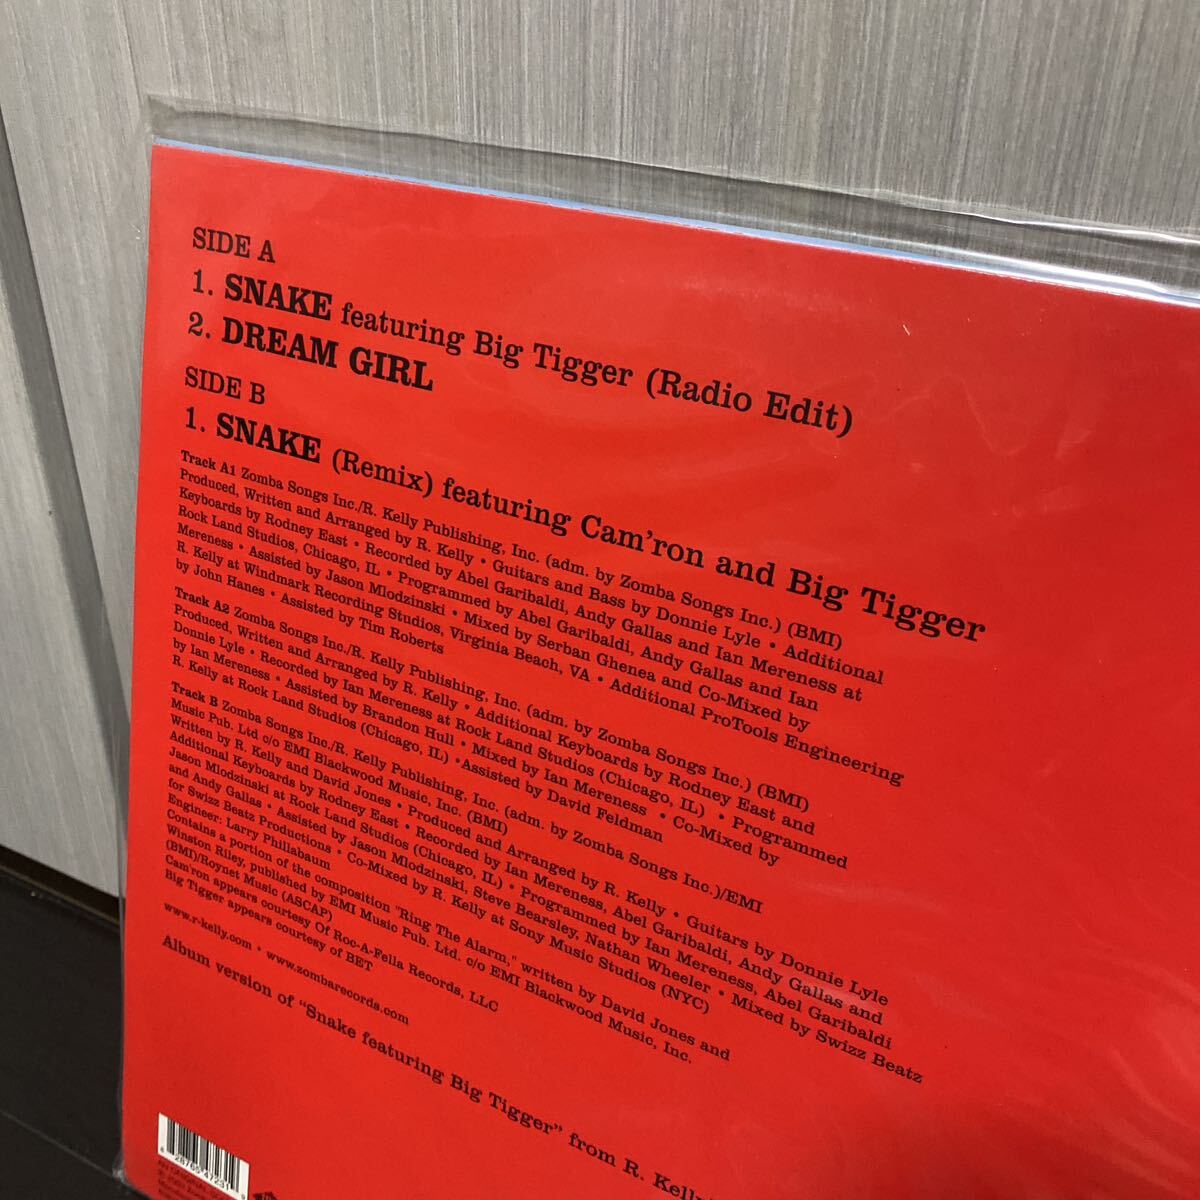 SIDE A
1. SNAKE featuring Big Tigger (Radio Edit)
2. DREAM GIRL
SIDE B
1. SNAKE (Remix) featuring Cam'ron and Big Tigger
Track A1 Zomba Songs Inc./R. Kelly Publishing, Inc. (adm. by Zomba Songs Inc.) (BMI)
Produced, Written and Arranged by R. Kelly • Guitars and Bass by Donnie Lyle • Additional
Keyboards by Rodney East • Recorded by Abel Garibaldi, Andy Gallas and Ian Mereness at
Rock Land Studios, Chicago, IL • Programmed by Abel Garibaldi, Andy Gallas and Ian
Mereness • Assisted by Jason Mlodzinski • Mixed by Serban Ghenea and Co-Mixed by
R. Kelly at Windmark Recording Studios, Virginia Beach, VA • Additional ProTools Engineering
by John Hanes • Assisted by Tim Roberts
Track A2 Zomba Songs Inc./R. Kelly Publishing, Inc. (adm. by Zomba Songs Inc.) (BMI)
Produced, Written and Arranged by R. Kelly • Additional Keyboards by Rodney East and
Donnie Lyle • Recorded by Ian Mereness at Rock Land Studios (Chicago, IL) • Programmed
by Ian Mereness • Assisted by Brandon Hull • Mixed by Ian Mereness • Co-Mixed by
R. Kelly at Rock Land Studios (Chicago, IL) •Assisted by David Feldman
Track B Zomba Songs Inc./R. Kelly Publishing, Inc. (adm. by Zomba Songs Inc.)/EMI
Music Pub. Ltd c/o EMI Blackwood Music, Inc. (BMI)
Written by R. Kelly and David Jones • Produced and Arranged by R. Kelly • Guitars by Donnie Lyle
Additional Keyboards by Rodney East • Recorded by Ian Mereness, Abel Garibaldi, Andy Gallas and
Jason Mlodzinski at Rock Land Studios (Chicago, IL) • Programmed by Ian Mereness, Abel Garibaldi
and Andy Gallas • Assisted by Jason Mlodzinski, Steve Bearsley, Nathan Wheeler • Mixed by Swizz Beatz
for Swizz Beatz Productions • Co-Mixed by R. Kelly at Sony Music Studios (NYC)
Engineer: Larry Phillabaum
Contains a portion of the composition "Ring The Alarm," written by David Jones and
Winston Riley, published by EMI Music Pub. Ltd. c/o EMI Blackwood Music, Inc.
(BMI)/Roynet Music (ASCAP)
Cam'ron appears courtesy Of Roc-A-Fella Records, LLC
Big Tigger appears courtesy of BET
www.r-kelly.com • www.zombarecords.com
Album version of "Snake featuring Big Tigger" from R. Kelly
8 28765 47231 9